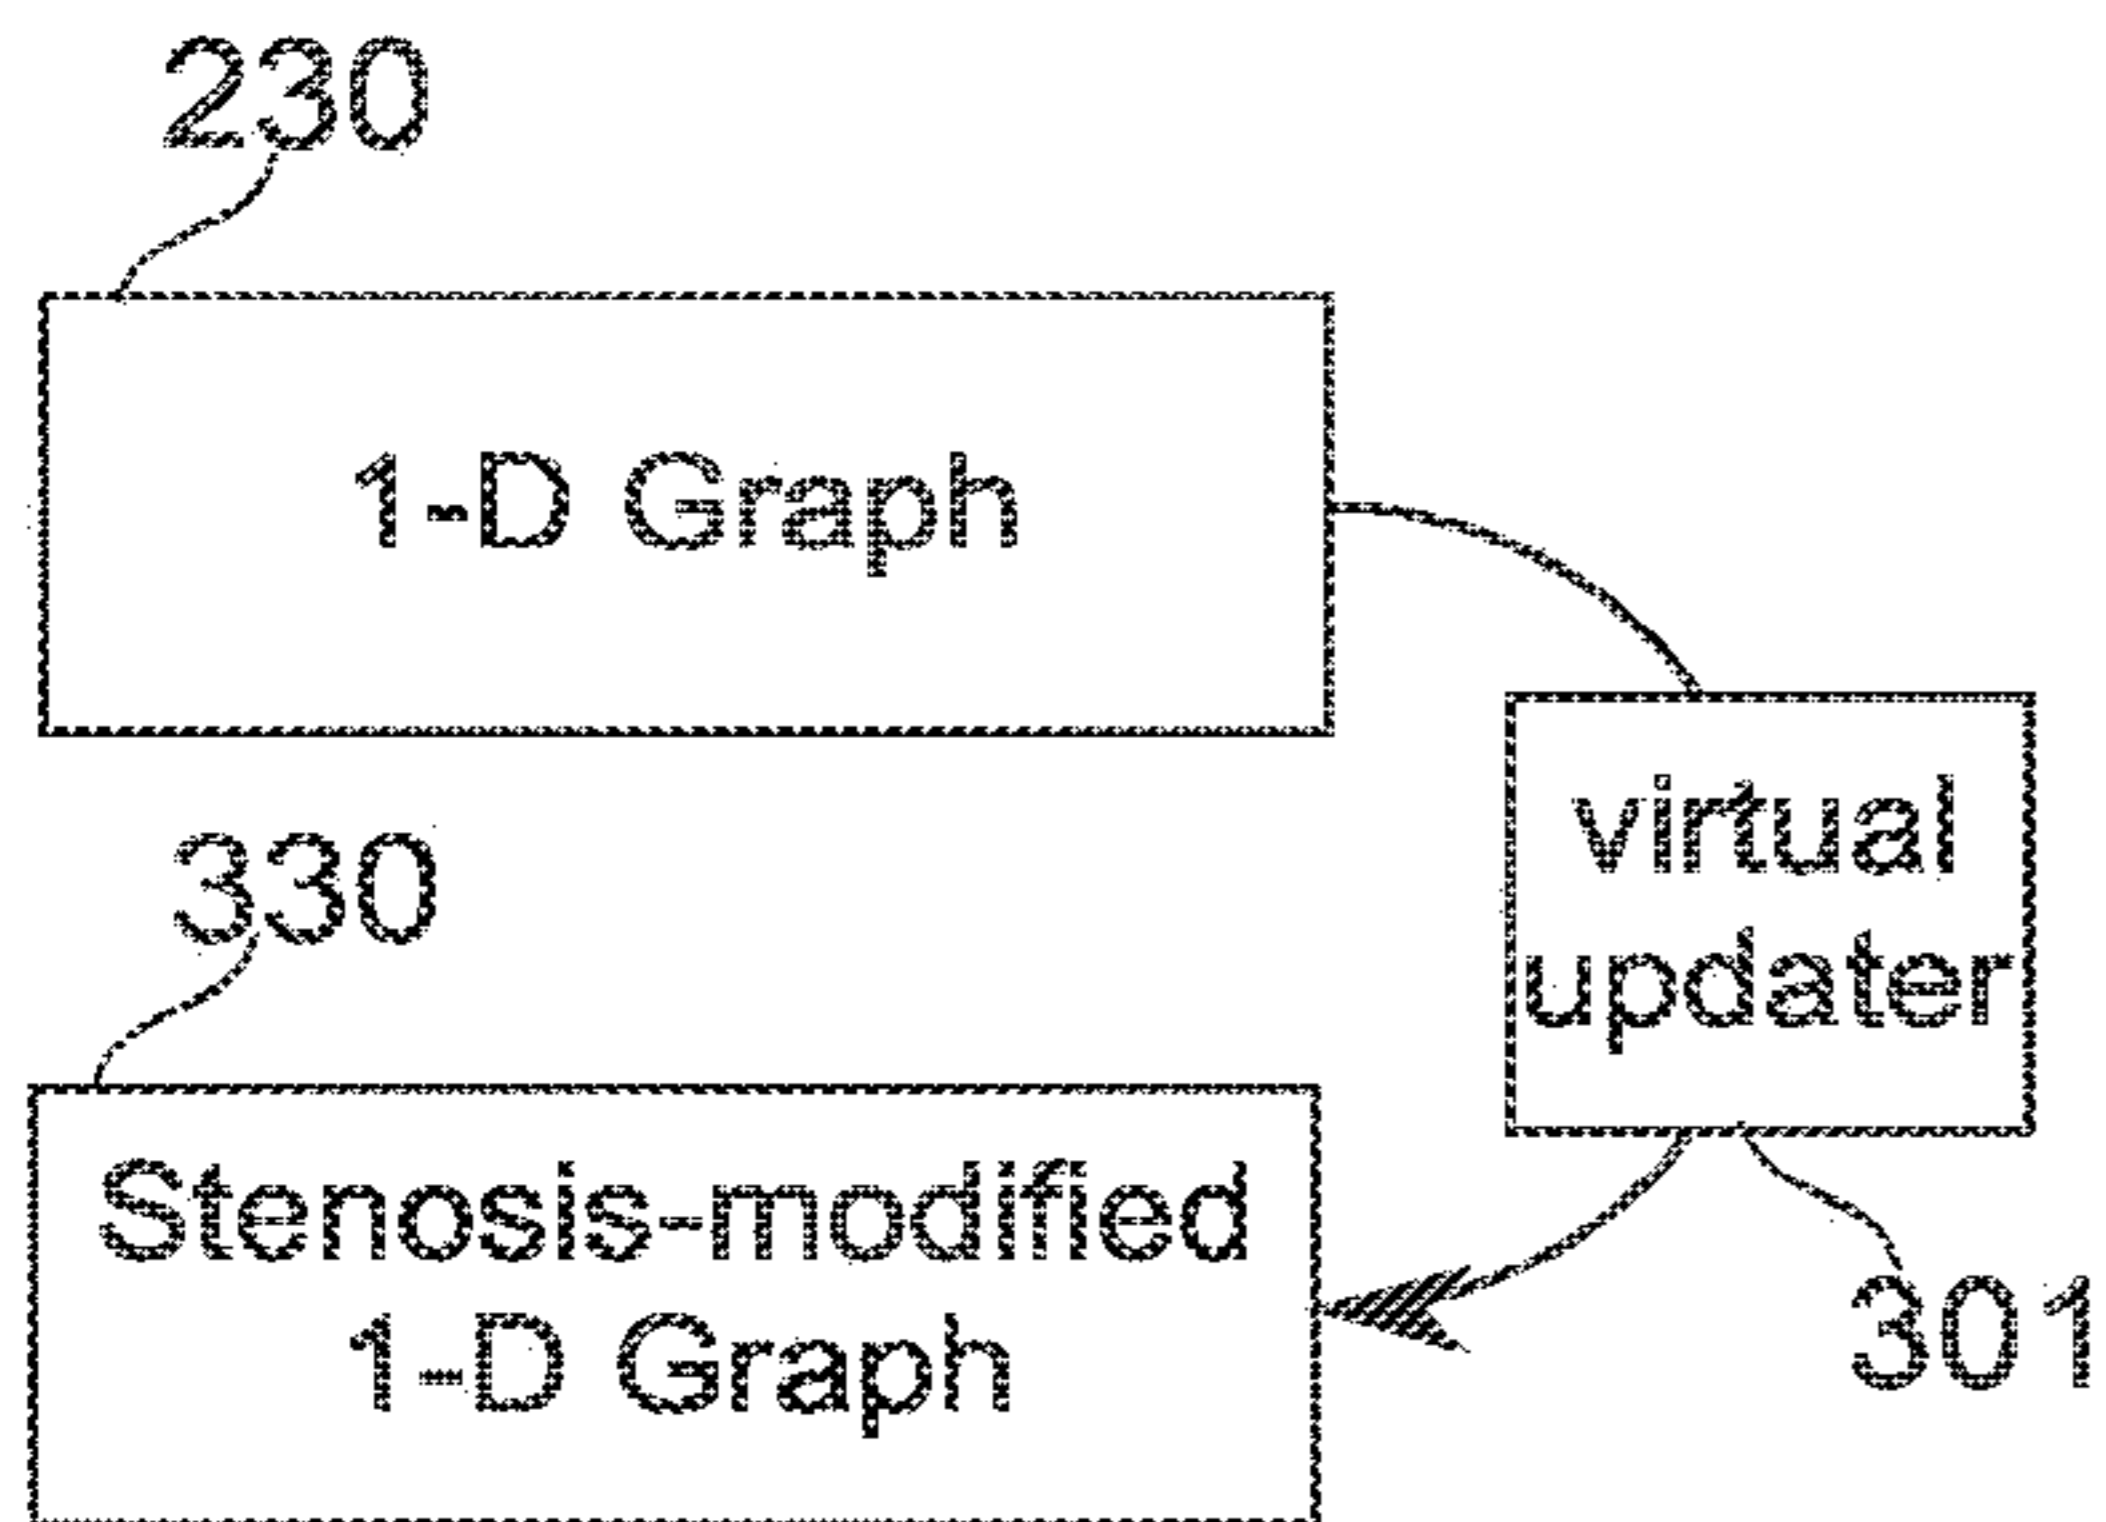 230
1-D Graph
virtual
updater
330
Stenosis-modified
1-D Graph
301